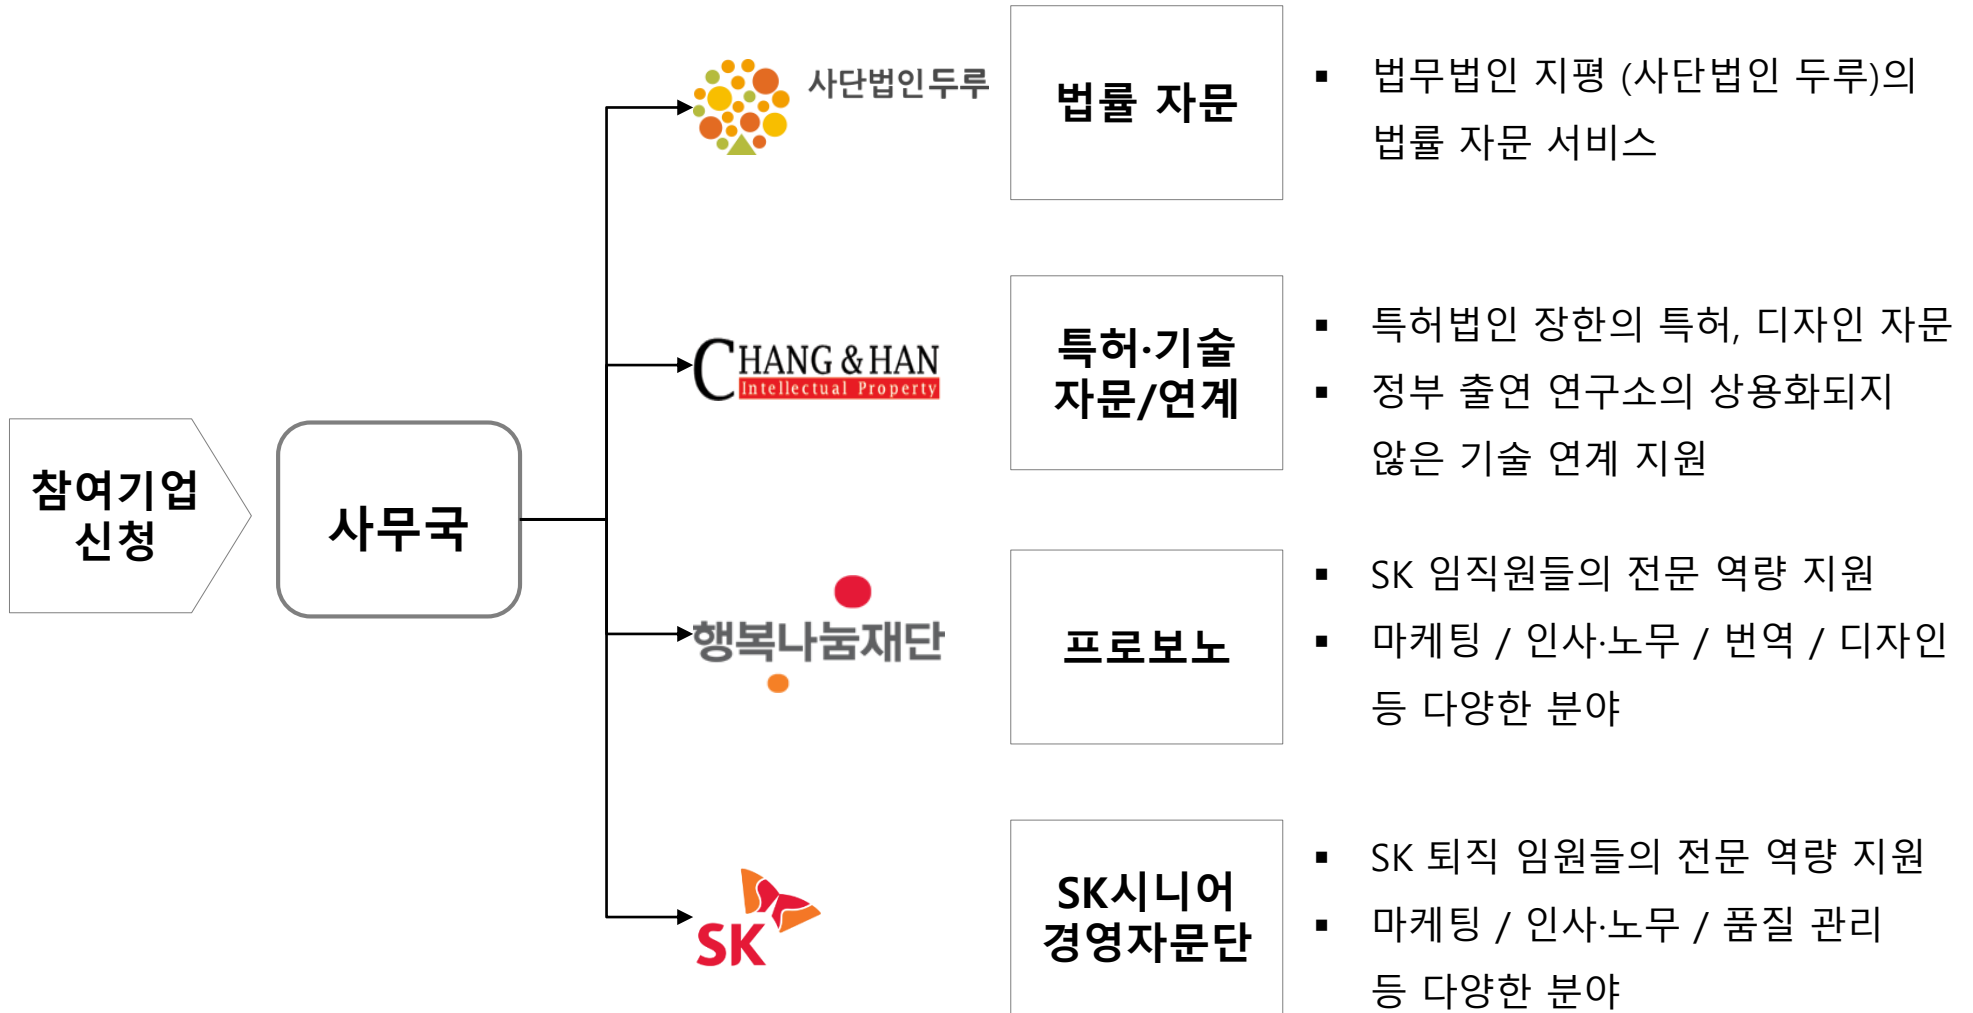 참여기업
신청
사무국
사단법인 두루
법률 자문
▪ 법무법인 지평 (사단법인 두루)의
법률 자문 서비스
CHANG & HAN
Intellectual Property
특허·기술
자문/연계
▪ 특허법인 장한의 특허, 디자인 자문
▪ 정부 출연 연구소의 상용화되지
않은 기술 연계 지원
행복나눔재단
프로보노
▪ SK 임직원들의 전문 역량 지원
▪ 마케팅 / 인사·노무 / 번역 / 디자인
등 다양한 분야
SK
SK시니어
경영자문단
▪ SK 퇴직 임원들의 전문 역량 지원
▪ 마케팅 / 인사·노무 / 품질 관리
등 다양한 분야